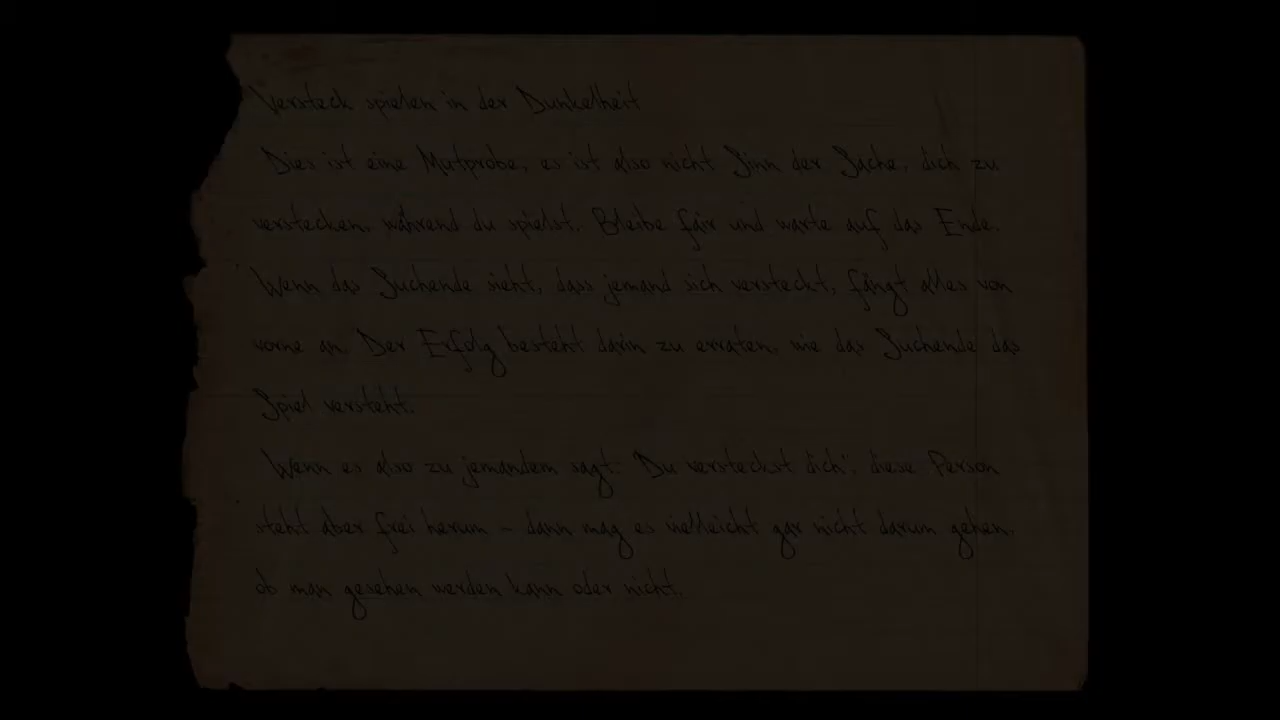 Versteck spielen in der Dunkelheit
Dies ist eine Mutprobe, es ist also nicht Sinn der Sache, dich zu
verstecken, während du spielst. Bleibe fair und warte auf das Ende.
Wenn das Suchende sieht, dass jemand sich versteckt, fängt alles von
vorne an. Der Erfolg besteht darin zu erraten, wie das Suchende das
Spiel versteht.
Wenn es also zu jemandem sagt: "Du versteckst dich", diese Person
steht aber frei herum - dann mag es vielleicht gar nicht darum gehen,
ob man gesehen werden kann oder nicht.